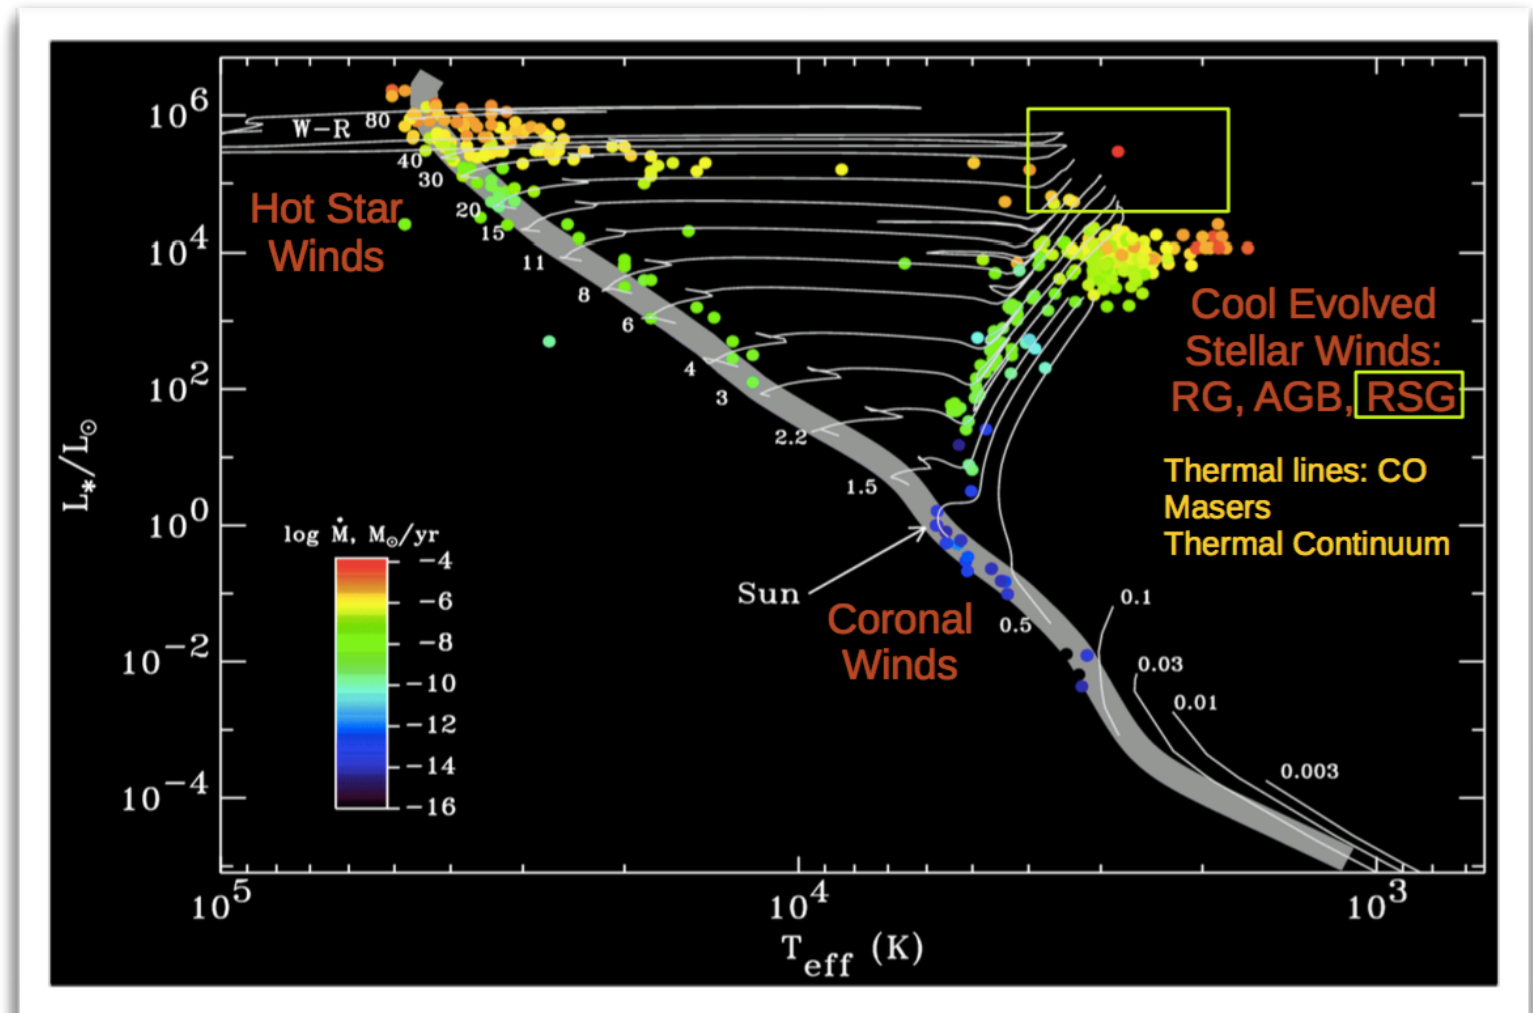 10^6
10^4
10^2
10^0
10^-2
10^-4
L*/L☉
W-R
80
40
30
20
15
11
8
6
4
3
2.2
1.5
0.5
0.1
0.03
0.01
0.003
Hot Star
Winds
Cool Evolved
Stellar Winds:
RG, AGB, RSG
Thermal lines: CO
Masers
Thermal Continuum
log Ṁ, M☉/yr
-4
-6
-8
-10
-12
-14
-16
Sun
Coronal
Winds
10^5
10^4
10^3
T_eff (K)